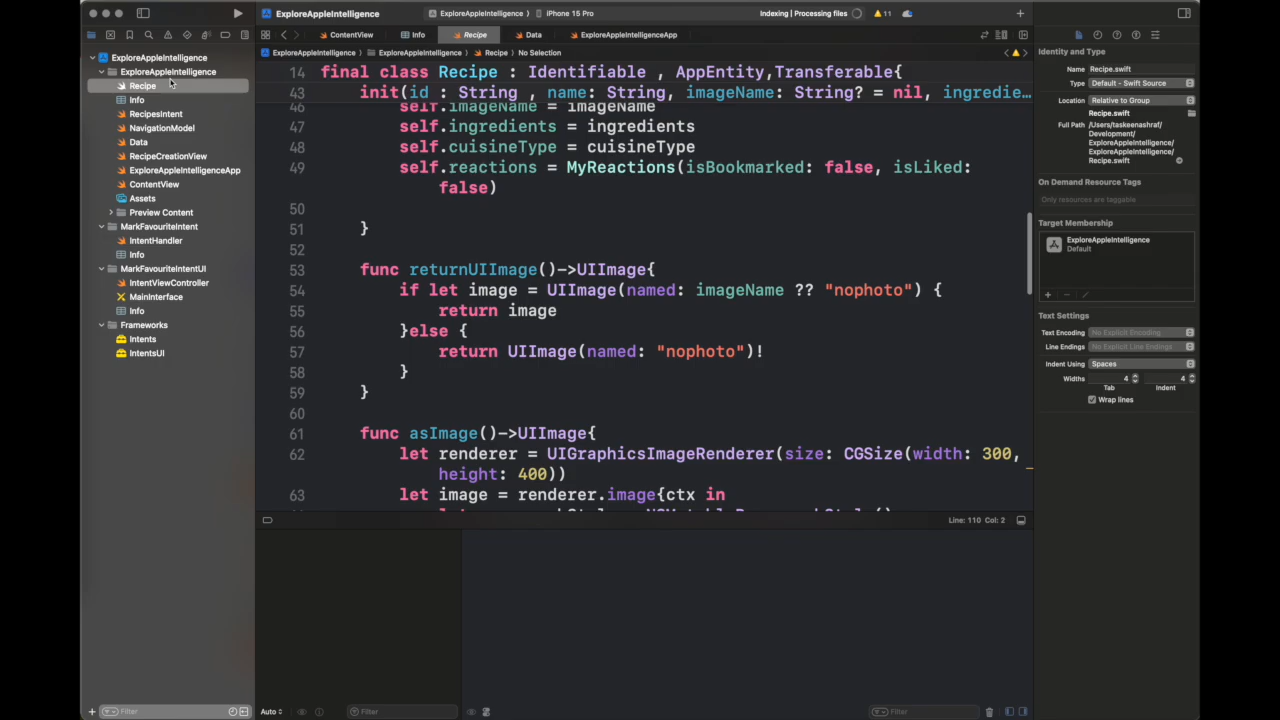 ExploreAppleIntelligence
ExploreAppleIntelligence
iPhone 15 Pro
Indexing | Processing files
11
ContentView
Info
Recipe
Data
ExploreAppleIntelligenceApp
ExploreAppleIntelligence
ExploreAppleIntelligence
Recipe
No Selection
ExploreAppleIntelligence
ExploreAppleIntelligence
Recipe
Info
RecipesIntent
NavigationModel
Data
RecipeCreationView
ExploreAppleIntelligenceApp
ContentView
Assets
Preview Content
MarkFavouriteIntent
IntentHandler
Info
MarkFavouriteIntentUI
IntentViewController
MainInterface
Info
Frameworks
Intents
IntentsUI
Filter
14 final class Recipe : Identifiable , AppEntity,Transferable{
43 init(id : String , name: String, imageName: String? = nil, ingredie…
46 self.imageName = imageName
47 self.ingredients = ingredients
48 self.cuisineType = cuisineType
49 self.reactions = MyReactions(isBookmarked: false, isLiked:
false)
50
51 }
52
53 func returnUIImage()->UIImage{
54 if let image = UIImage(named: imageName ?? "nophoto") {
55 return image
56 }else {
57 return UIImage(named: "nophoto")!
58 }
59 }
60
61 func asImage()->UIImage{
62 let renderer = UIGraphicsImageRenderer(size: CGSize(width: 300,
height: 400))
63 let image = renderer.image{ctx in
Line: 110 Col: 2
Auto
Filter
Filter
Identity and Type
Name Recipe.swift
Type Default - Swift Source
Location Relative to Group
Recipe.swift
Full Path /Users/taskeenashraf/
Development/
ExploreAppleIntelligence/
ExploreAppleIntelligence/
Recipe.swift
On Demand Resource Tags
Only resources are taggable
Target Membership
ExploreAppleIntelligence
Default
Text Settings
Text Encoding No Explicit Encoding
Line Endings No Explicit Line Endings
Indent Using Spaces
Widths 4 4
Tab Indent
Wrap lines